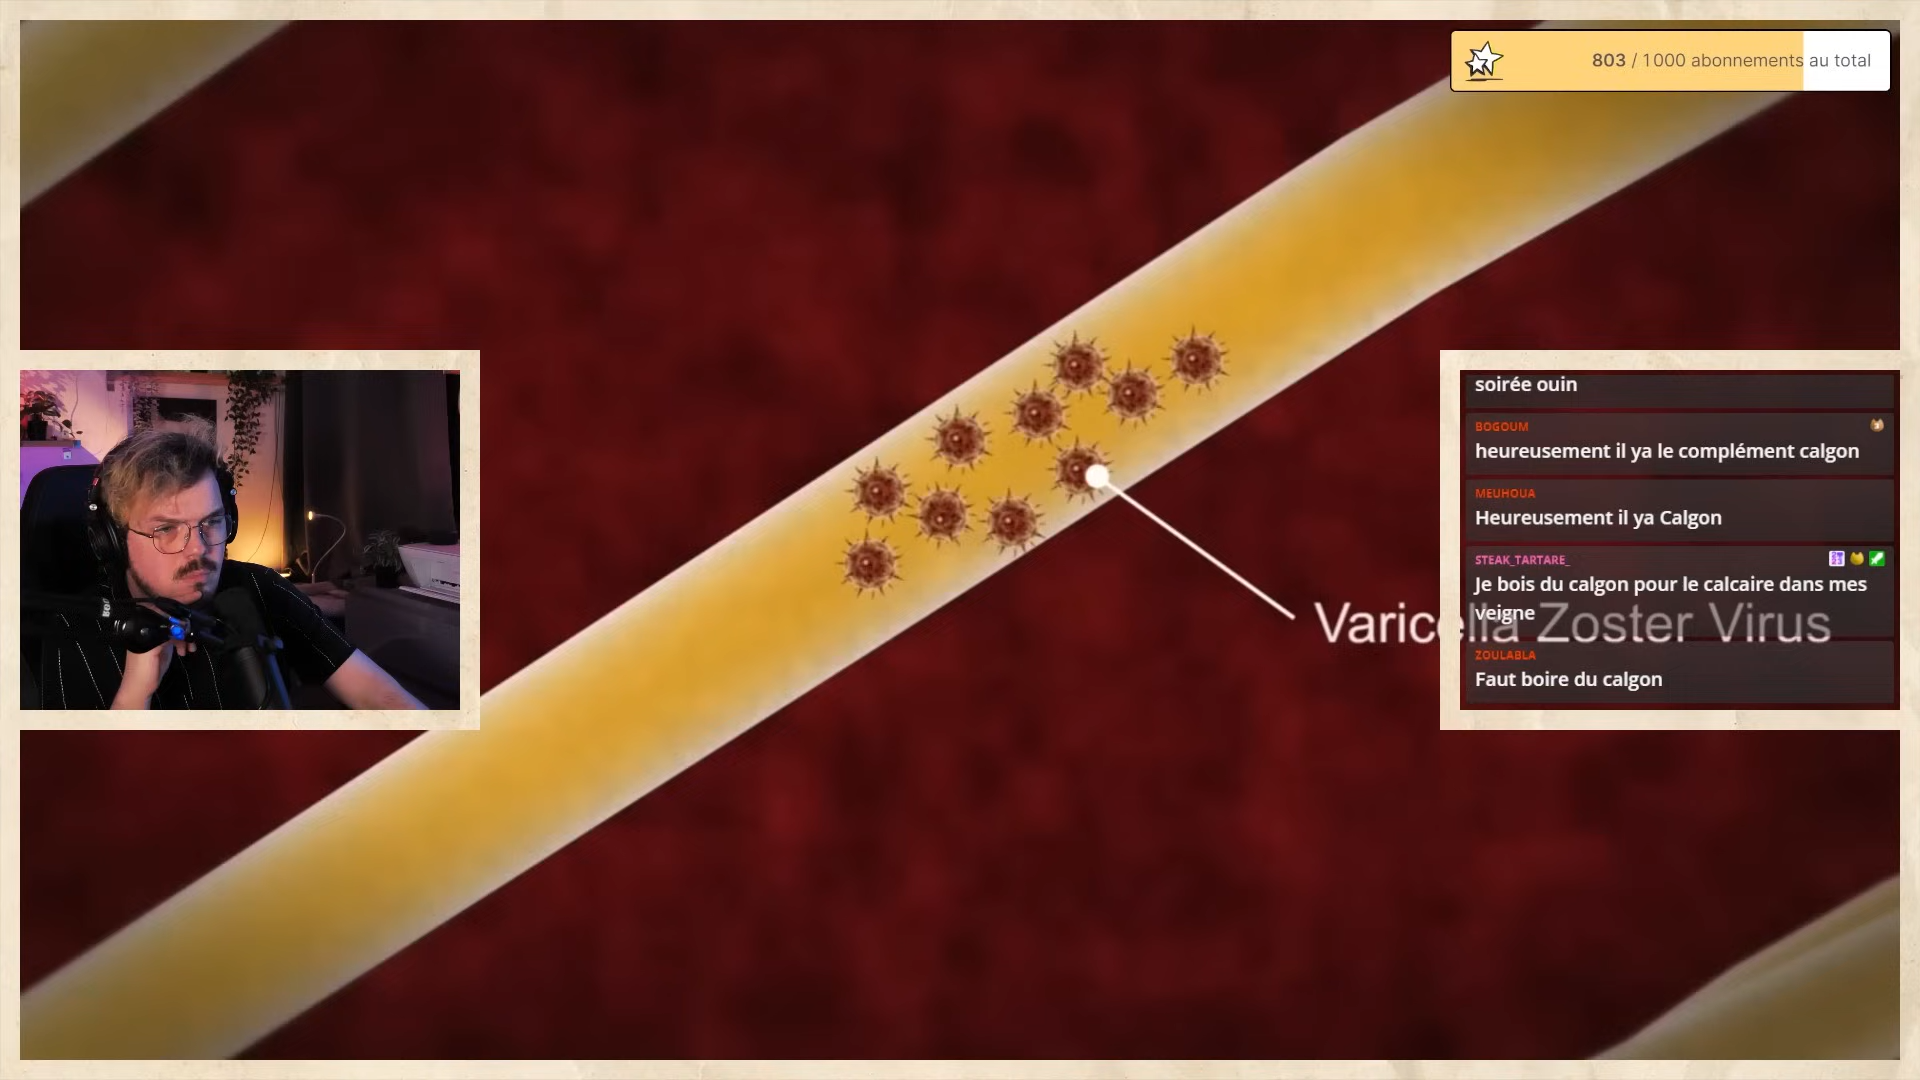 803 / 1000 abonnements au total
soirée ouin
BOGOUM
heureusement il ya le complément calgon
MEUHOUA
Heureusement il ya Calgon
STEAK_TARTARE_
Je bois du calgon pour le calcaire dans mes
veigne
Varicella Zoster Virus
ZOULABLA
Faut boire du calgon